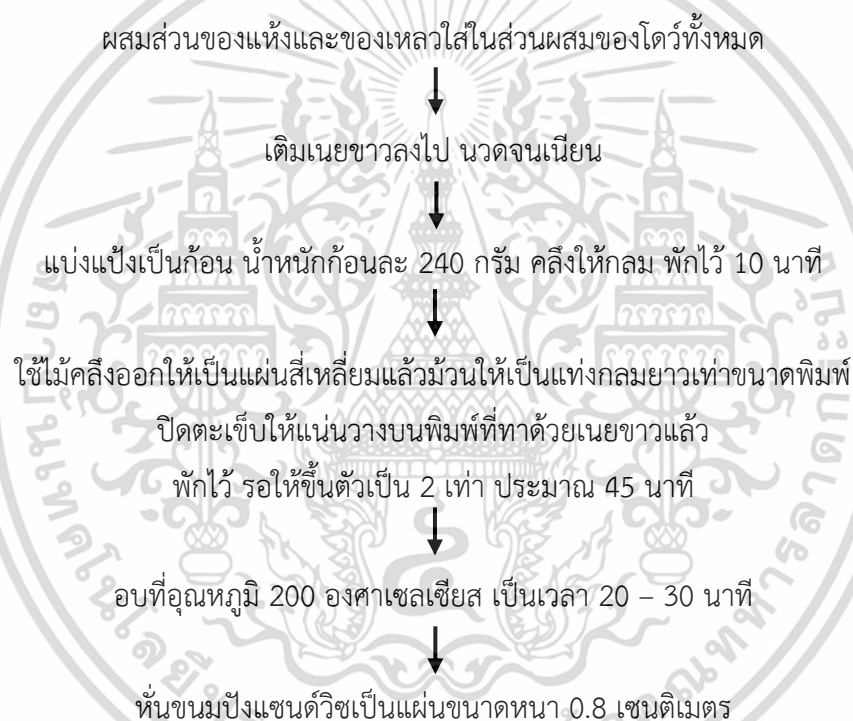 ผสมส่วนของแห้งและของเหลวใส่ในส่วนผสมของโดว์ทั้งหมด
เติมเนยขาวลงไป นวดจนเนียน
แบ่งแป้งเป็นก้อน น้ำหนักก้อนละ 240 กรัม คลึงให้กลม พักไว้ 10 นาที
ใช้ไม้คลึงออกให้เป็นแผ่นสี่เหลี่ยมแล้วม้วนให้เป็นแท่งกลมยาวเท่าขนาดพิมพ์
ปิดตะเข็บให้แน่นวางบนพิมพ์ที่ทาด้วยเนยขาวแล้ว
พักไว้ รอให้ขึ้นตัวเป็น 2 เท่า ประมาณ 45 นาที
อบที่อุณหภูมิ 200 องศาเซลเซียส เป็นเวลา 20 – 30 นาที
หั่นขนมปังแซนด์วิซเป็นแผ่นขนาดหนา 0.8 เซนติเมตร